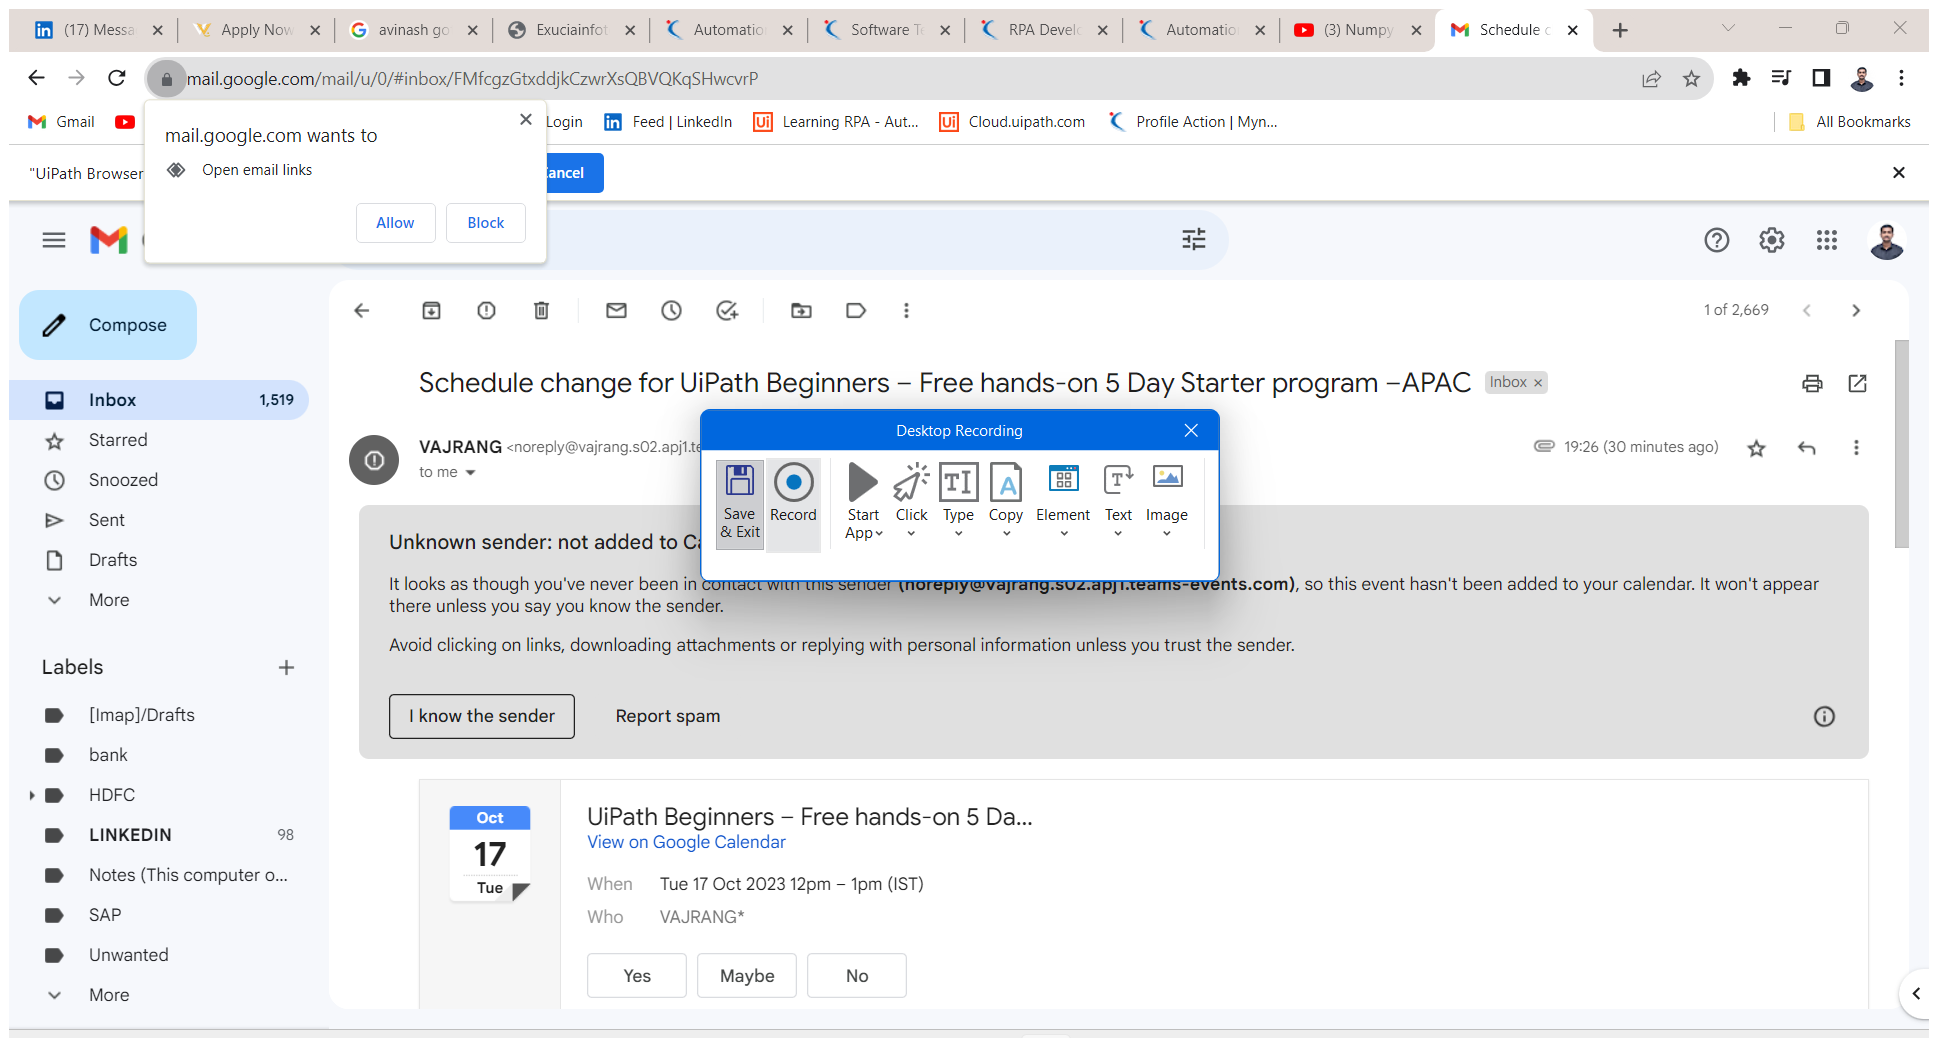 (17) Messa
Apply Now
avinash go
Exuciainfot
Automatio
Software Te
RPA Develo
Automatio
(3) Numpy
Schedule c
mail.google.com/mail/u/0/#inbox/FMfcgzGtxddjkCzwrXsQBVQKqSHwcvrP
Gmail
Login
Feed | LinkedIn
Learning RPA - Aut...
Cloud.uipath.com
Profile Action | Myn...
All Bookmarks
mail.google.com wants to
Open email links
Allow
Block
"UiPath Browser
ancel
Compose
1 of 2,669
Inbox 1,519
Starred
Snoozed
Sent
Drafts
More
Labels
[Imap]/Drafts
bank
HDFC
LINKEDIN 98
Notes (This computer o...
SAP
Unwanted
More
Schedule change for UiPath Beginners – Free hands-on 5 Day Starter program –APAC
Inbox ×
VAJRANG <noreply@vajrang.s02.apj1.te
19:26 (30 minutes ago)
to me
Desktop Recording
Save & Exit
Record
Start App
Click
Type
Copy
Element
Text
Image
Unknown sender: not added to Ca
It looks as though you've never been in contact with this sender (noreply@vajrang.s02.apj1.teams-events.com), so this event hasn't been added to your calendar. It won't appear
there unless you say you know the sender.
Avoid clicking on links, downloading attachments or replying with personal information unless you trust the sender.
I know the sender
Report spam
Oct
17
Tue
UiPath Beginners – Free hands-on 5 Da...
View on Google Calendar
When Tue 17 Oct 2023 12pm – 1pm (IST)
Who VAJRANG*
Yes
Maybe
No